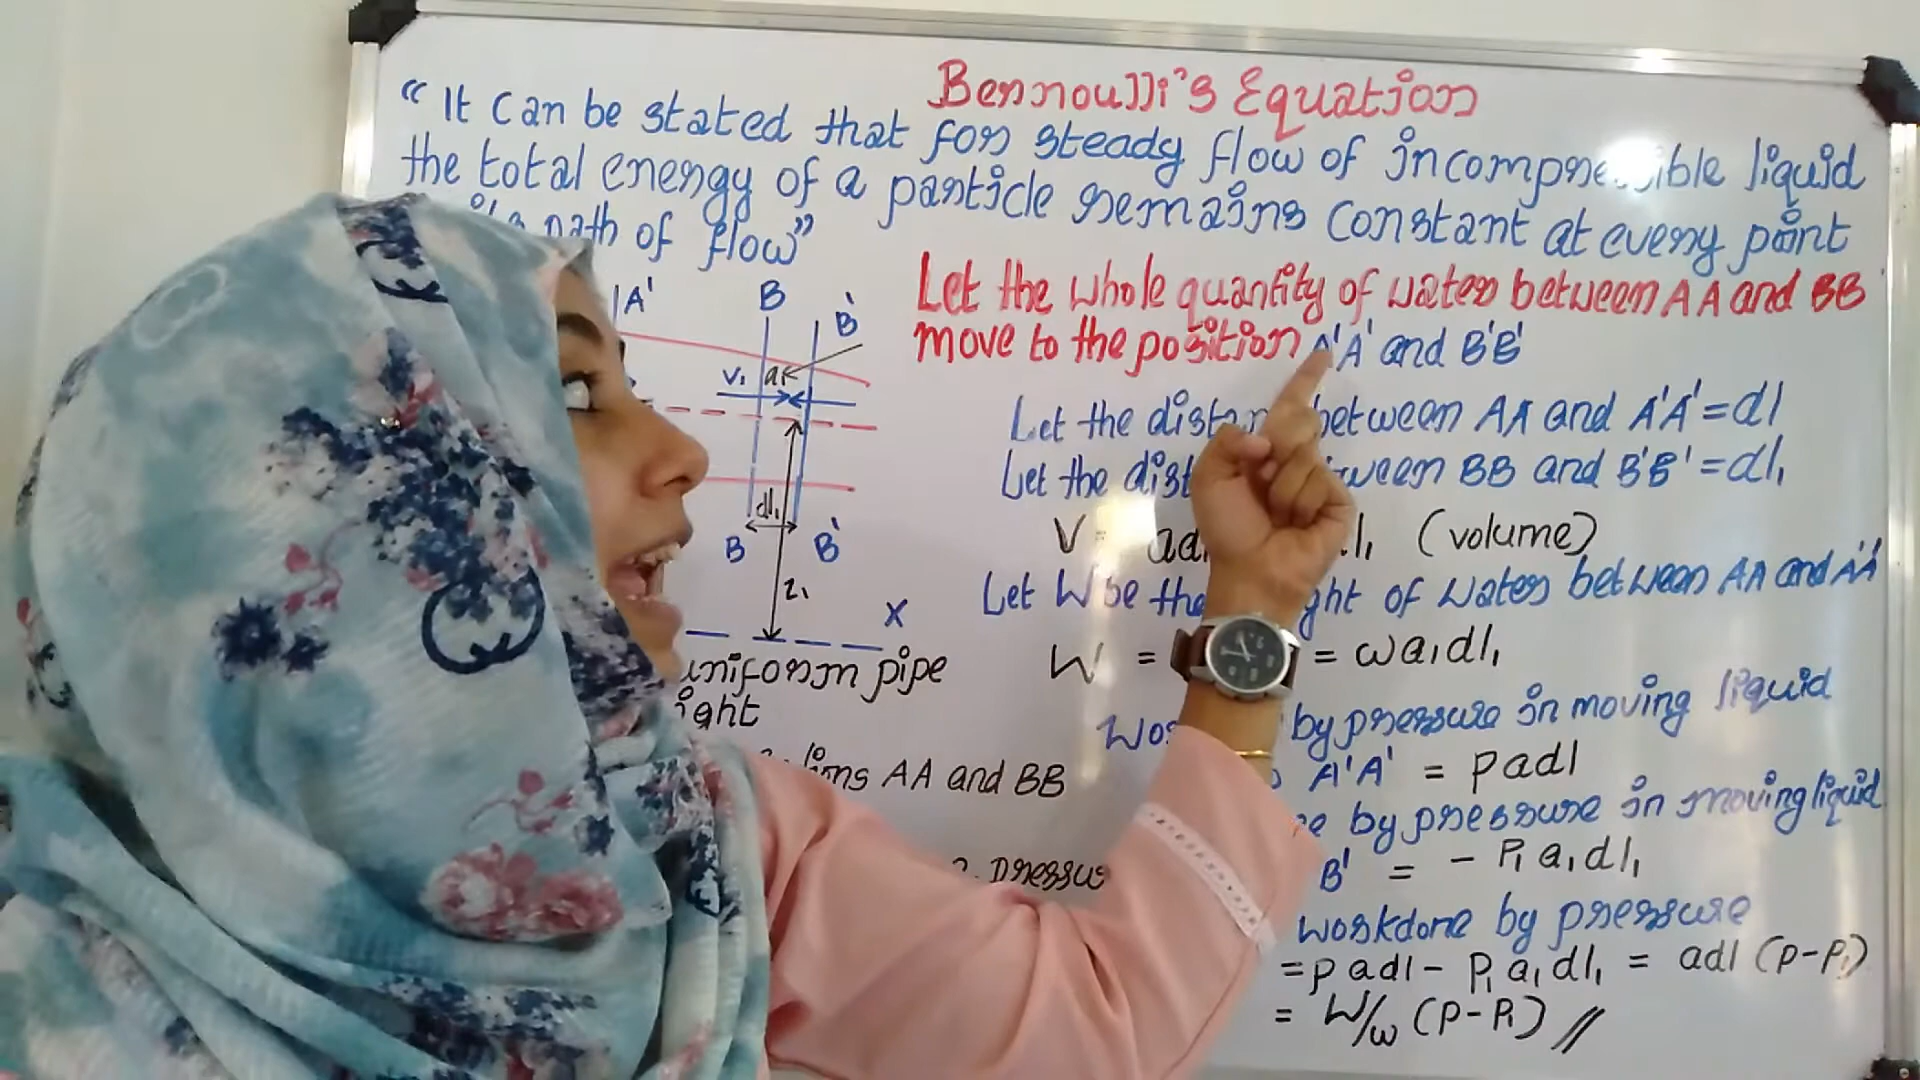 Bernoulli's Equation
"It can be stated that for steady flow of incompressible liquid
the total energy of a particle remains constant at every point
path of flow"
Let the whole quantity of water between AA and BB
move to the position A'A' and B'B'
Let the distance between AA and A'A' = dl
Let the between BB and B'B' = dl₁
V = (volume)
Let W be the of water between AA and A'A'
W = = ωa₁dl₁
by pressure in moving liquid
A'A' = padl
by pressure in moving liquid
B' = - P₁a₁dl₁
workdone by pressure
= padl - P₁a₁dl₁ = adl (P-P₁)
= W/ω (P-P₁) //
A'
B
B'
V₁
a₁
dl₁
B
B'
Z₁
X
uniform pipe
AA and BB